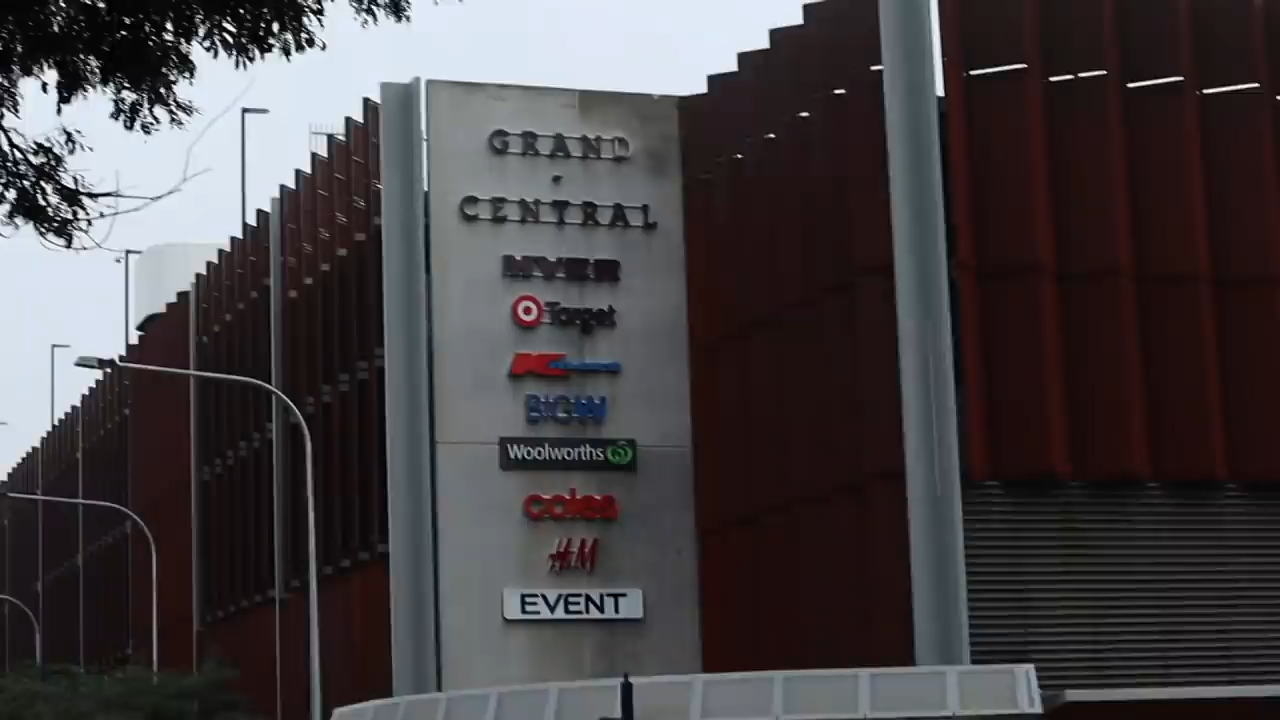 GRAND
CENTRAL
MYER
Target
K
BIG W
Woolworths
coles
H&M
EVENT